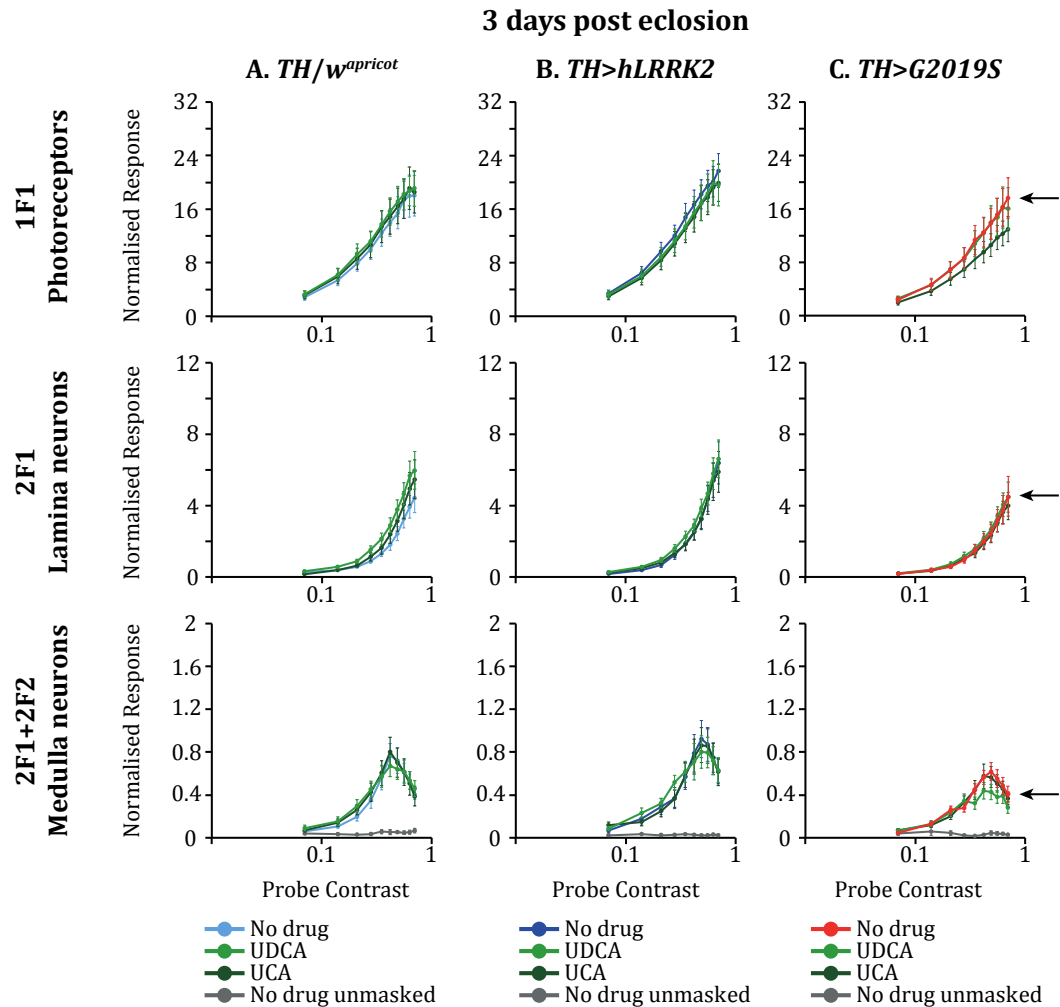 3 days post eclosion
A. TH/w^apricot
B. TH>hLRRK2
C. TH>G2019S
1F1
Photoreceptors
Normalised Response
32
24
16
8
0
0.1
1
32
24
16
8
0
0.1
1
32
24
16
8
0
0.1
1
2F1
Lamina neurons
Normalised Response
12
8
4
0
0.1
1
12
8
4
0
0.1
1
12
8
4
0
0.1
1
2F1+2F2
Medulla neurons
Normalised Response
2
1.6
1.2
0.8
0.4
0
0.1
1
2
1.6
1.2
0.8
0.4
0
0.1
1
2
1.6
1.2
0.8
0.4
0
0.1
1
Probe Contrast
Probe Contrast
Probe Contrast
No drug
UDCA
UCA
No drug unmasked
No drug
UDCA
UCA
No drug unmasked
No drug
UDCA
UCA
No drug unmasked